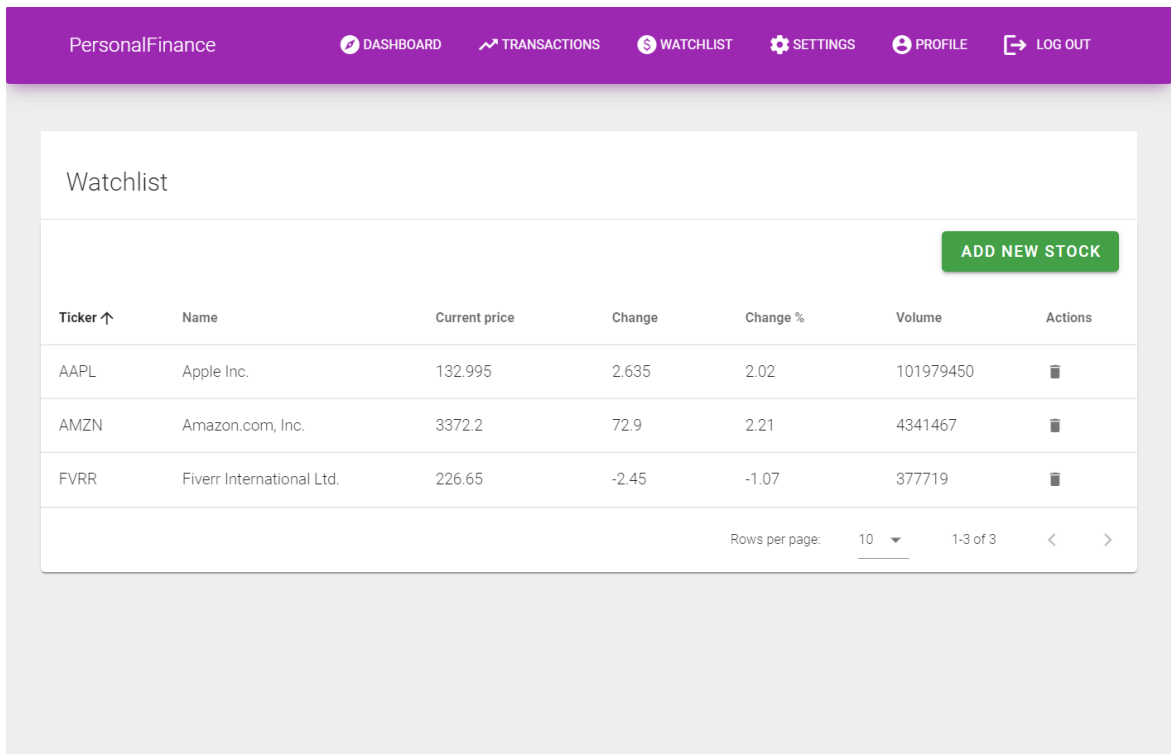 PersonalFinance DASHBOARD TRANSACTIONS WATCHLIST SETTINGS PROFILE LOG OUT
Watchlist
ADD NEW STOCK
Ticker Name Current price Change Change % Volume Actions
AAPL Apple Inc. 132.995 2.635 2.02 101979450
AMZN Amazon.com, Inc. 3372.2 72.9 2.21 4341467
FVRR Fiverr International Ltd. 226.65 -2.45 -1.07 377719
Rows per page: 10 1-3 of 3